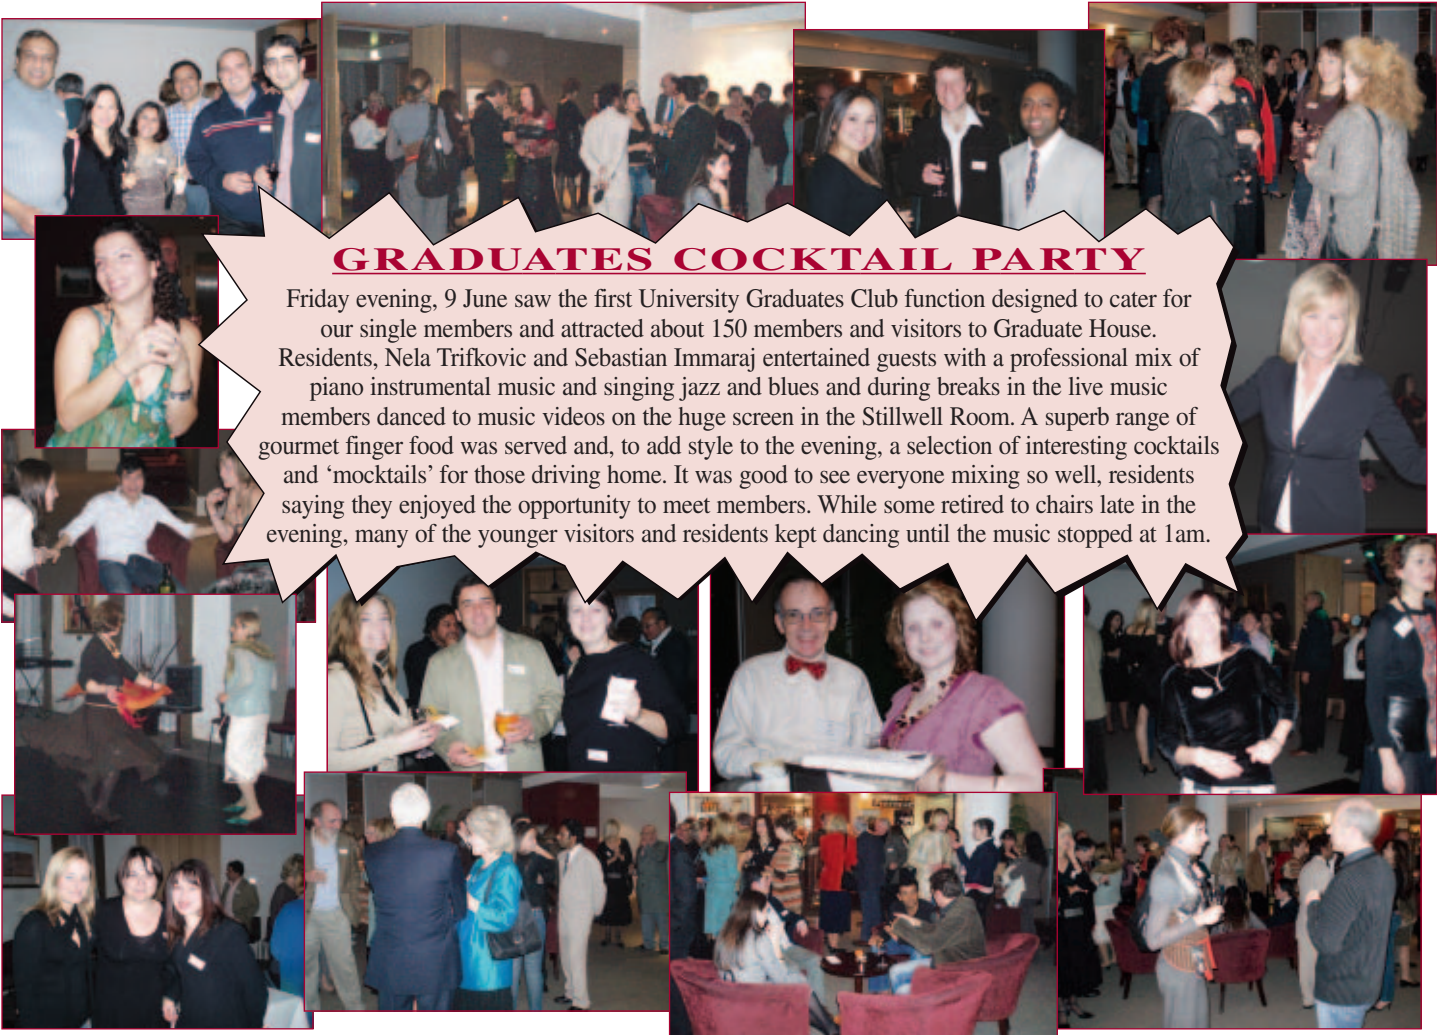 GRADUATES COCKTAIL PARTY
Friday evening, 9 June saw the first University Graduates Club function designed to cater for
our single members and attracted about 150 members and visitors to Graduate House.
Residents, Nela Trifkovic and Sebastian Immaraj entertained guests with a professional mix of
piano instrumental music and singing jazz and blues and during breaks in the live music
members danced to music videos on the huge screen in the Stillwell Room. A superb range of
gourmet finger food was served and, to add style to the evening, a selection of interesting cocktails
and ‘mocktails’ for those driving home. It was good to see everyone mixing so well, residents
saying they enjoyed the opportunity to meet members. While some retired to chairs late in the
evening, many of the younger visitors and residents kept dancing until the music stopped at 1am.